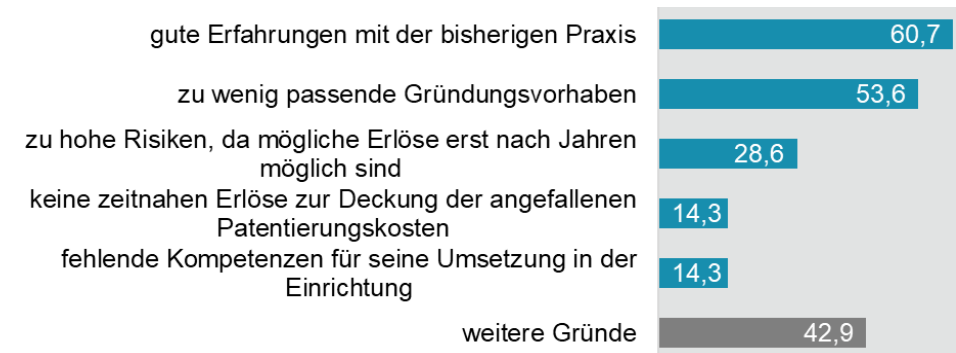 gute Erfahrungen mit der bisherigen Praxis 60,7
zu wenig passende Gründungsvorhaben 53,6
zu hohe Risiken, da mögliche Erlöse erst nach Jahren
möglich sind 28,6
keine zeitnahen Erlöse zur Deckung der angefallenen
Patentierungskosten 14,3
fehlende Kompetenzen für seine Umsetzung in der
Einrichtung 14,3
weitere Gründe 42,9